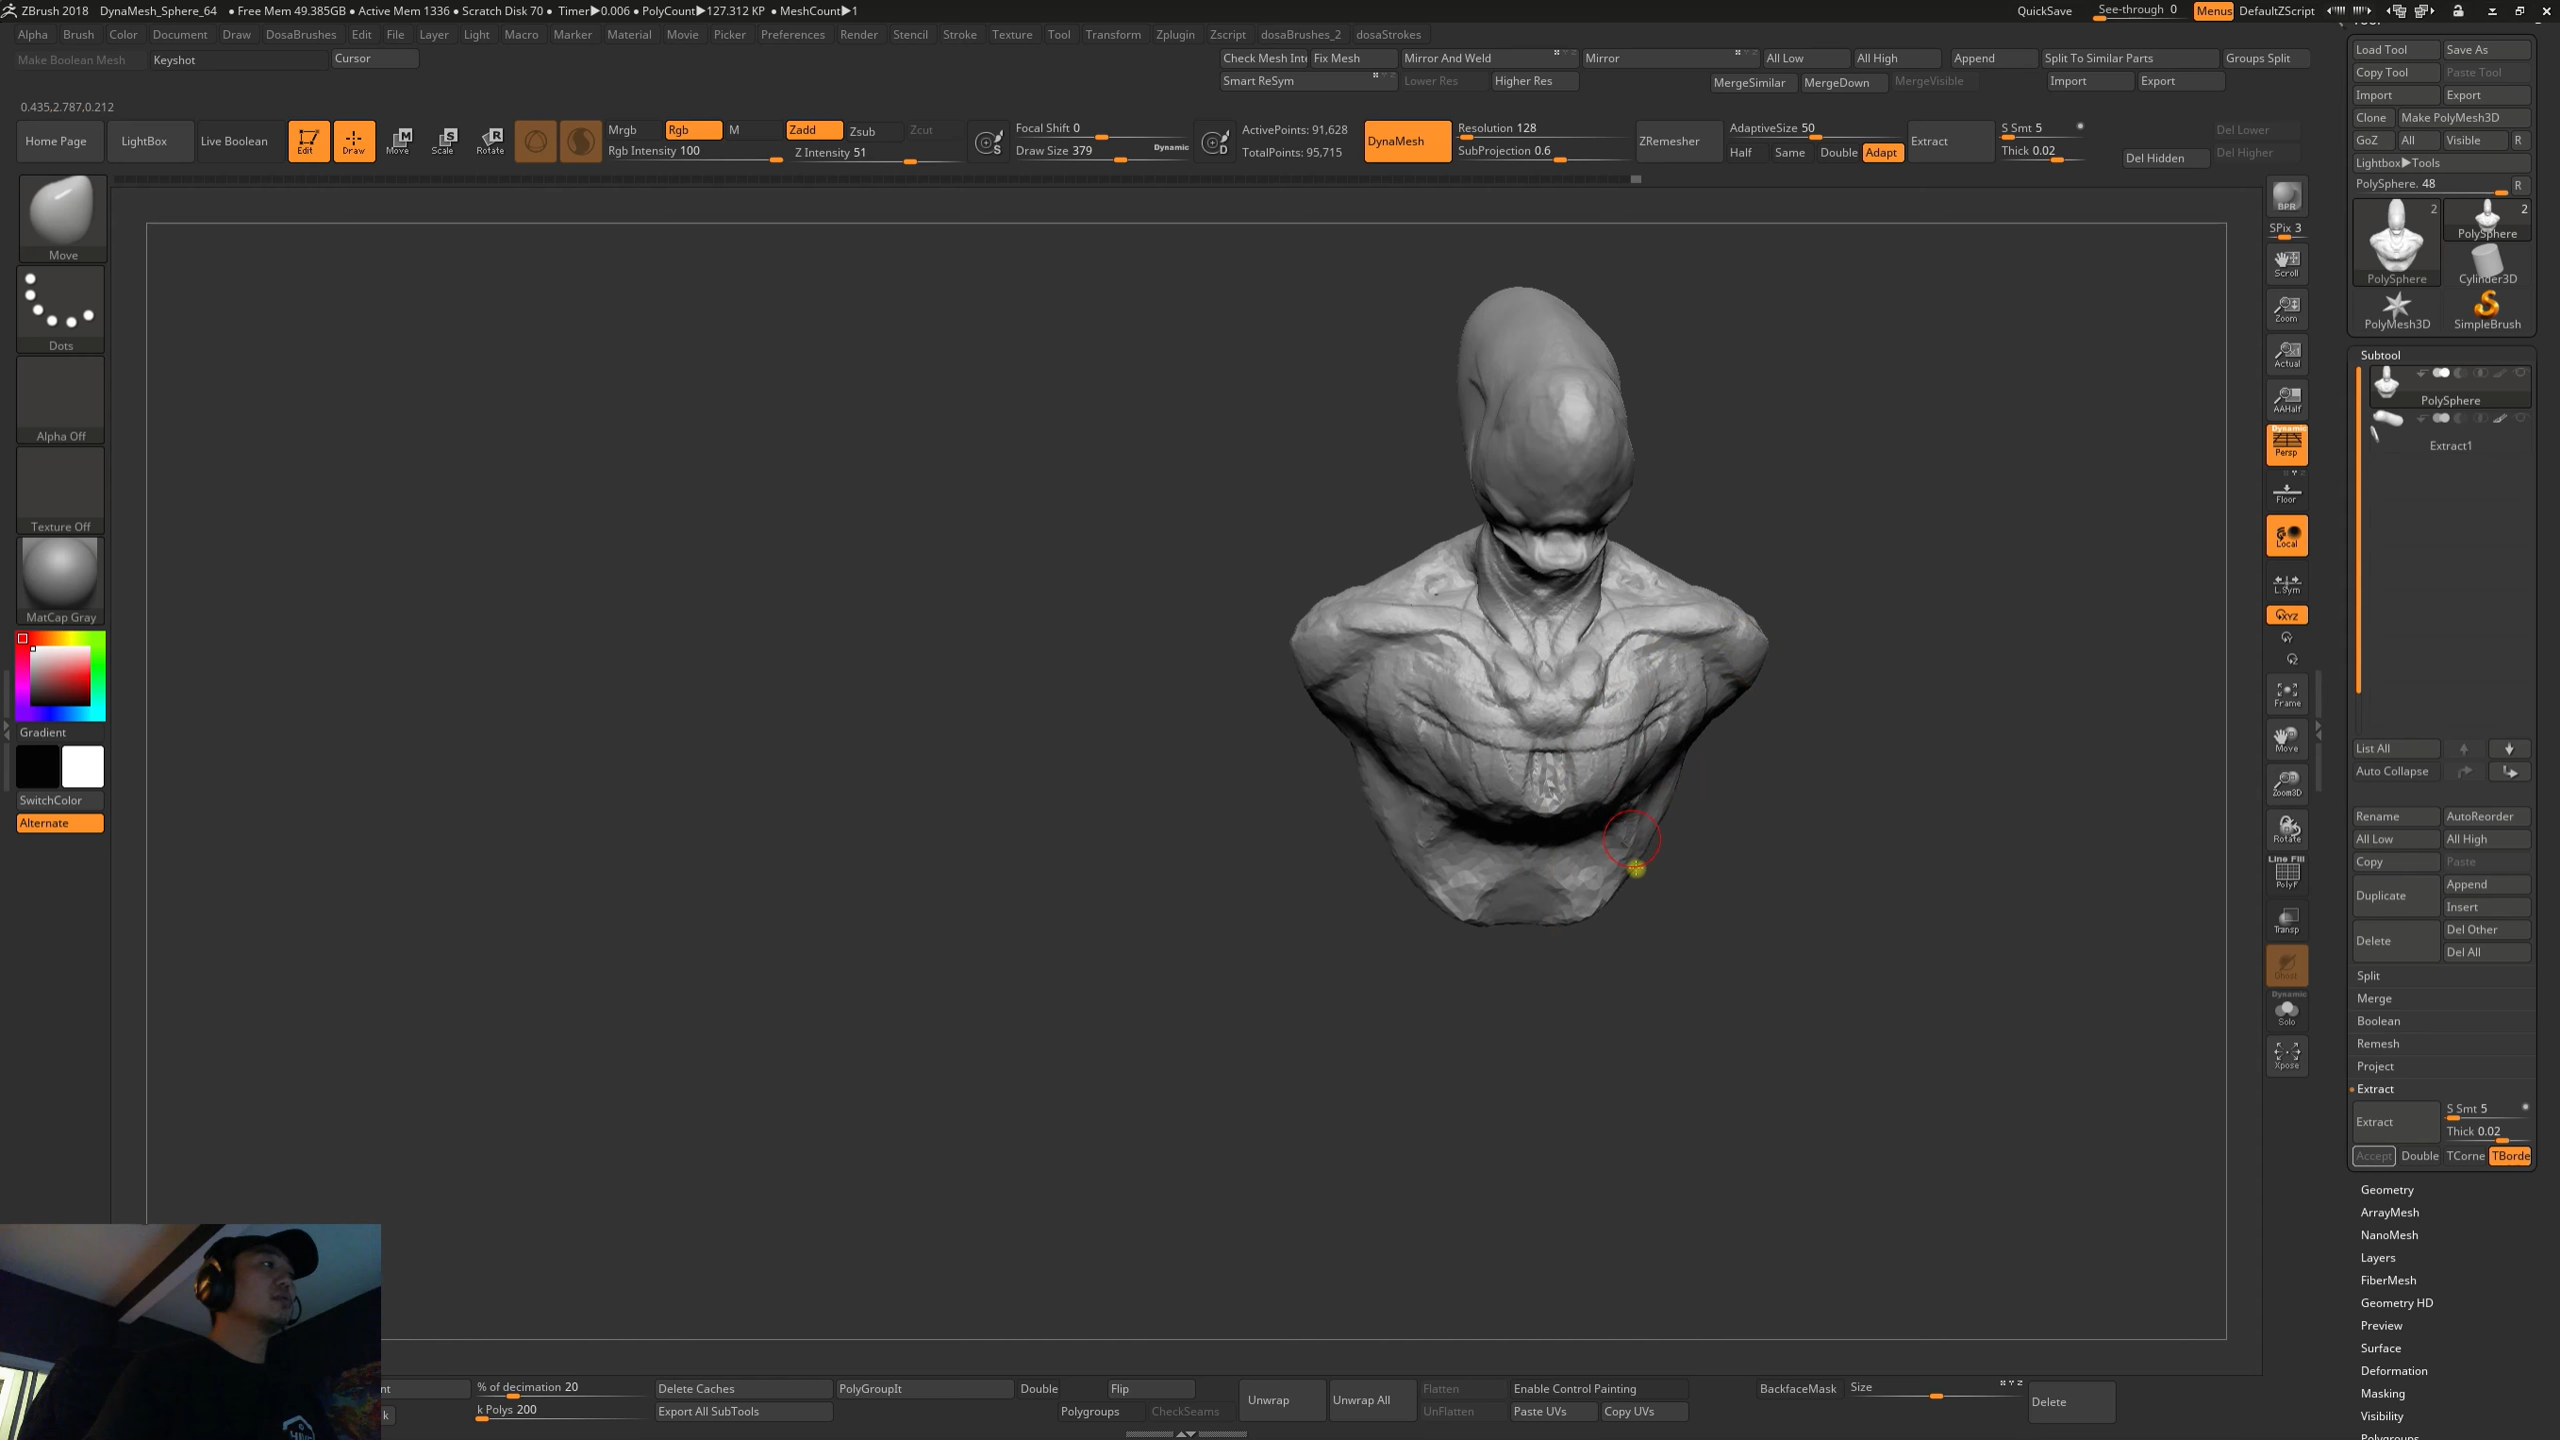 ZBrush 2018 DynaMesh_Sphere_64 ● Free Mem 49.385GB ● Active Mem 1336 ● Scratch Disk 70 ● Timer▶0.006 ● PolyCount▶127.312 KP ● MeshCount▶1 QuickSave See-through 0 Menus DefaultZScript
Alpha Brush Color Document Draw DosaBrushes Edit File Layer Light Macro Marker Material Movie Picker Preferences Render Stencil Stroke Texture Tool Transform Zplugin Zscript dosaBrushes_2 dosaStrokes
Make Boolean Mesh Keyshot Cursor Check Mesh Int Fix Mesh Mirror And Weld Mirror All Low All High Append Split To Similar Parts Groups Split
Smart ReSym Lower Res Higher Res MergeSimilar MergeDown MergeVisible Import Export
0.435,2.787,0.212
Home Page LightBox Live Boolean Edit Draw Move Scale Rotate
Mrgb Rgb M Zadd Zsub Zcut
Rgb Intensity 100 Z Intensity 51
Focal Shift 0
Draw Size 379 Dynamic
ActivePoints: 91,628
TotalPoints: 95,715
DynaMesh
Resolution 128
SubProjection 0.6
ZRemesher
AdaptiveSize 50
Half Same Double Adapt
Extract
S Smt 5
Thick 0.02
Del Hidden
Del Lower
Del Higher
Move
Dots
Alpha Off
Texture Off
MatCap Gray
Gradient
SwitchColor
Alternate
BPR
SPix 3
Scroll
Zoom
Actual
AAHalf
Dynamic
Persp
Floor
Local
L.Sym
XYZ
Frame
Move
Zoom3D
Rotate
Line Fill
PolyF
Transp
Ghost
Dynamic
Solo
Xpose
Load Tool Save As
Copy Tool Paste Tool
Import Export
Clone Make PolyMesh3D
GoZ All Visible R
Lightbox▶Tools
PolySphere. 48 R
2 2
PolySphere
PolySphere Cylinder3D
PolyMesh3D SimpleBrush
Subtool
PolySphere
Extract1
List All
Auto Collapse
Rename AutoReorder
All Low All High
Copy Paste
Duplicate Append
Insert
Delete Del Other
Del All
Split
Merge
Boolean
Remesh
Project
Extract
Extract S Smt 5
Thick 0.02
Accept Double TCorne TBorde
Geometry
ArrayMesh
NanoMesh
Layers
FiberMesh
Geometry HD
Preview
Surface
Deformation
Masking
Visibility
Polygroups
nt % of decimation 20 Delete Caches PolyGroupIt Double Flip Unwrap Unwrap All Flatten Enable Control Painting BackfaceMask Size Delete
k k Polys 200 Export All SubTools Polygroups CheckSeams UnFlatten Paste UVs Copy UVs